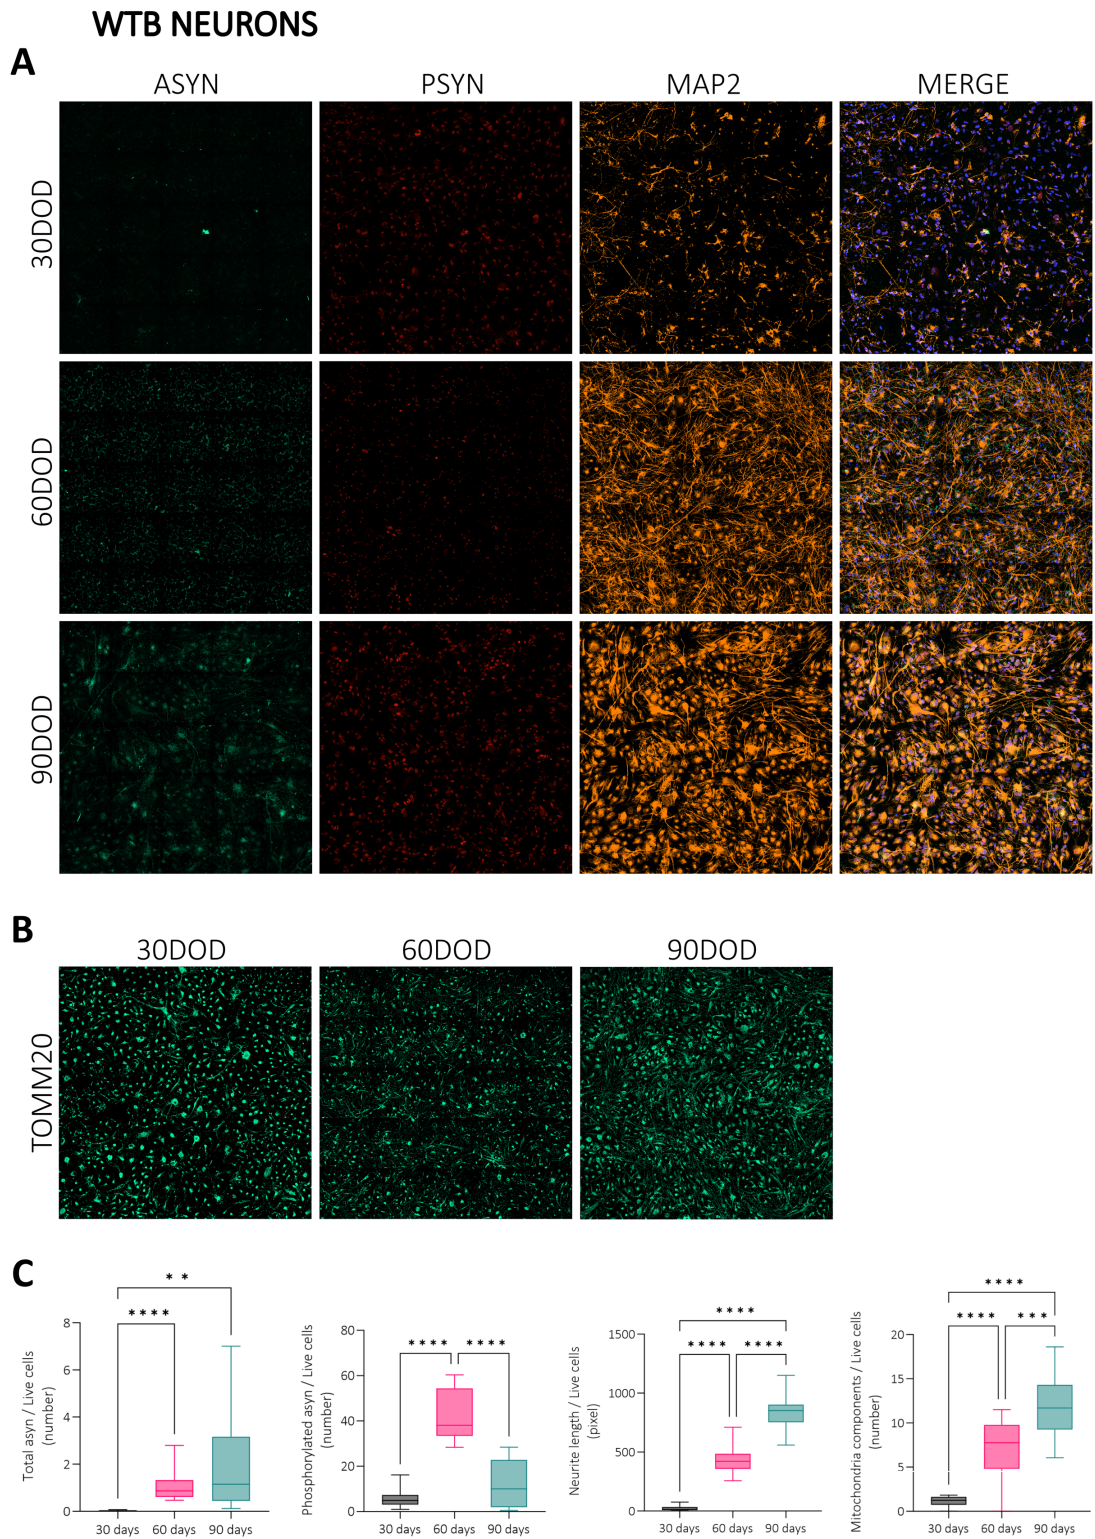 WTB NEURONS
A
ASYN PSYN MAP2 MERGE
30DOD
60DOD
90DOD
B
30DOD 60DOD 90DOD
TOMM20
C
Total asyn / Live cells
(number)
* *
* * * *
8
6
4
2
0
30 days 60 days 90 days
Phosphorylated asyn / Live cells
(number)
* * * * * * * *
80
60
40
20
0
30 days 60 days 90 days
Neurite length / Live cells
(pixel)
* * * *
* * * * * * * *
1500
1000
500
0
30 days 60 days 90 days
Mitochondria components / Live cells
(number)
* * * *
* * * * * * *
20
15
10
5
0
30 days 60 days 90 days